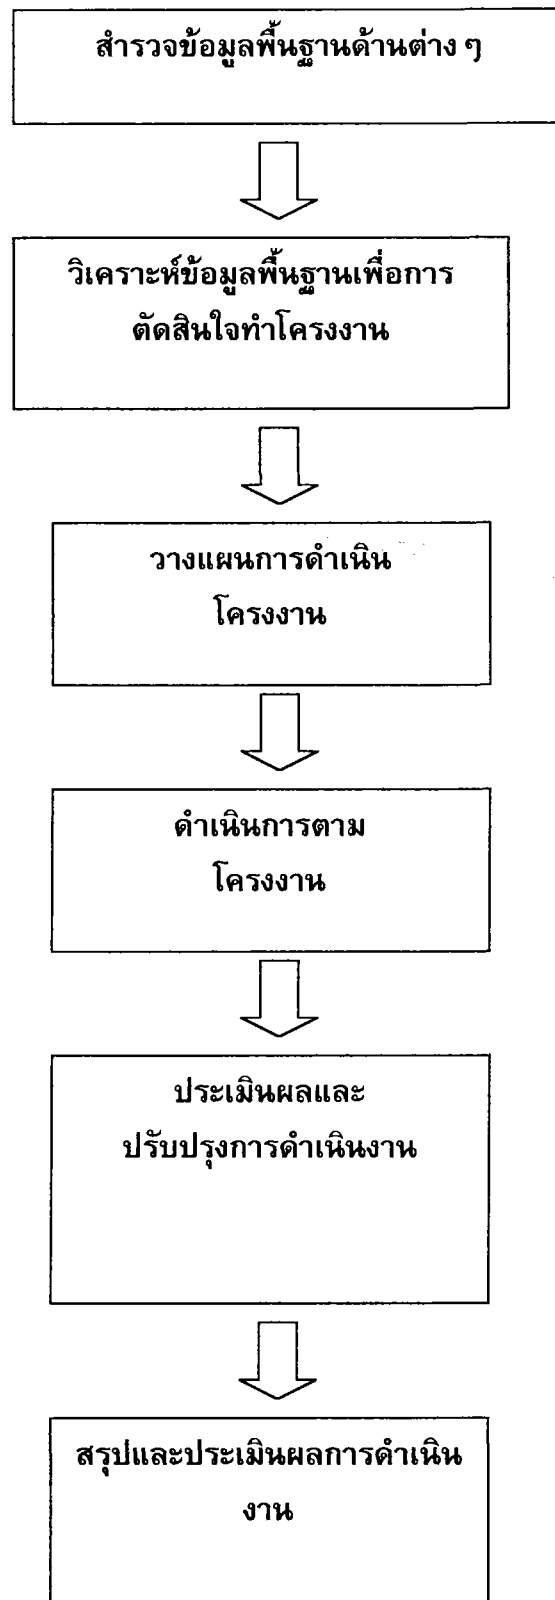 สำรวจข้อมูลพื้นฐานด้านต่าง ๆ
วิเคราะห์ข้อมูลพื้นฐานเพื่อการ
ตัดสินใจทำโครงงาน
วางแผนการดำเนิน
โครงงาน
ดำเนินการตาม
โครงงาน
ประเมินผลและ
ปรับปรุงการดำเนินงาน
สรุปและประเมินผลการดำเนิน
งาน